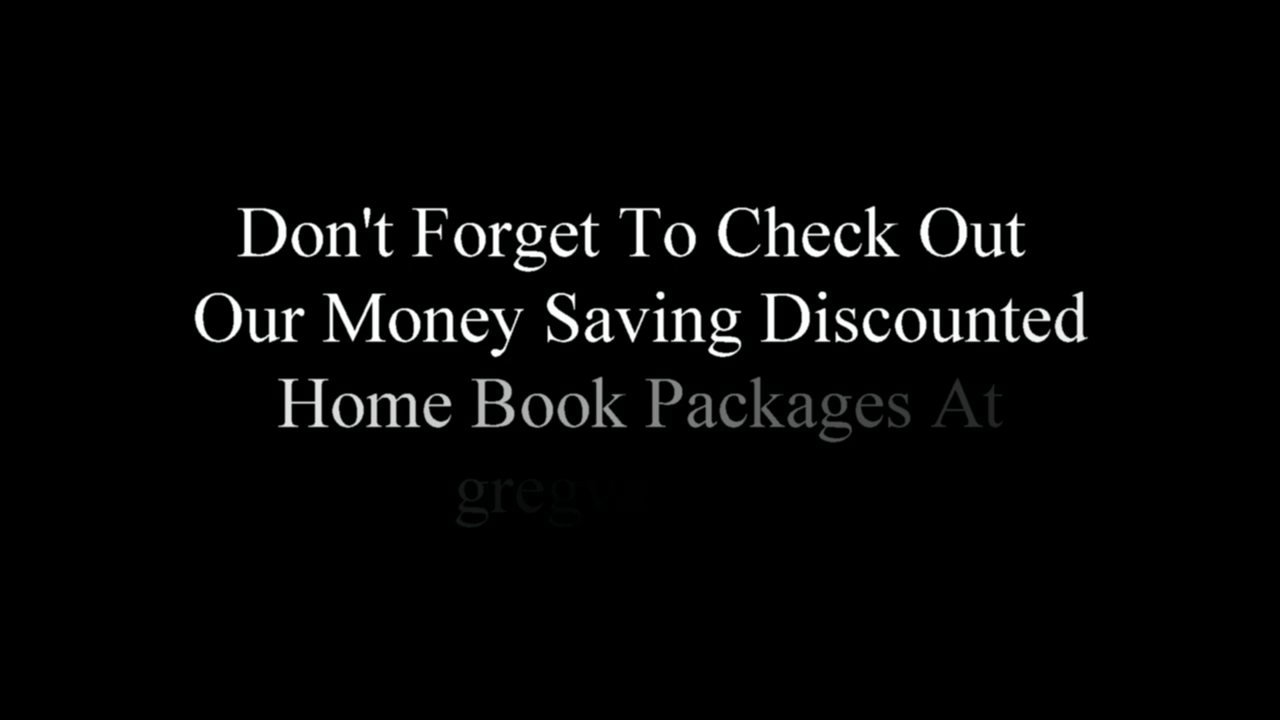 Don't Forget To Check Out
Our Money Saving Discounted
Home Book Packages At